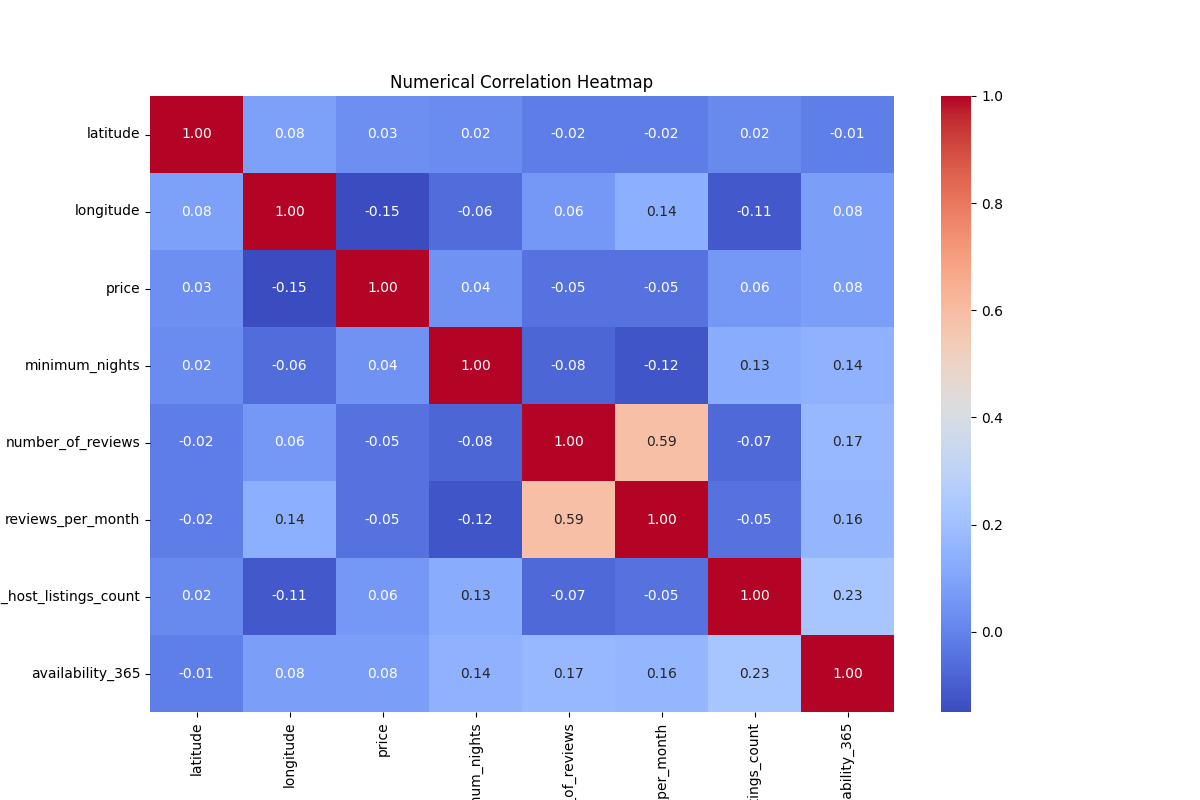 Numerical Correlation Heatmap
latitude 1.00 0.08 0.03 0.02 -0.02 -0.02 0.02 -0.01
longitude 0.08 1.00 -0.15 -0.06 0.06 0.14 -0.11 0.08
price 0.03 -0.15 1.00 0.04 -0.05 -0.05 0.06 0.08
minimum_nights 0.02 -0.06 0.04 1.00 -0.08 -0.12 0.13 0.14
number_of_reviews -0.02 0.06 -0.05 -0.08 1.00 0.59 -0.07 0.17
reviews_per_month -0.02 0.14 -0.05 -0.12 0.59 1.00 -0.05 0.16
_host_listings_count 0.02 -0.11 0.06 0.13 -0.07 -0.05 1.00 0.23
availability_365 -0.01 0.08 0.08 0.14 0.17 0.16 0.23 1.00
latitude
longitude
price
num_nights
_of_reviews
per_month
tings_count
ability_365
1.0
0.8
0.6
0.4
0.2
0.0